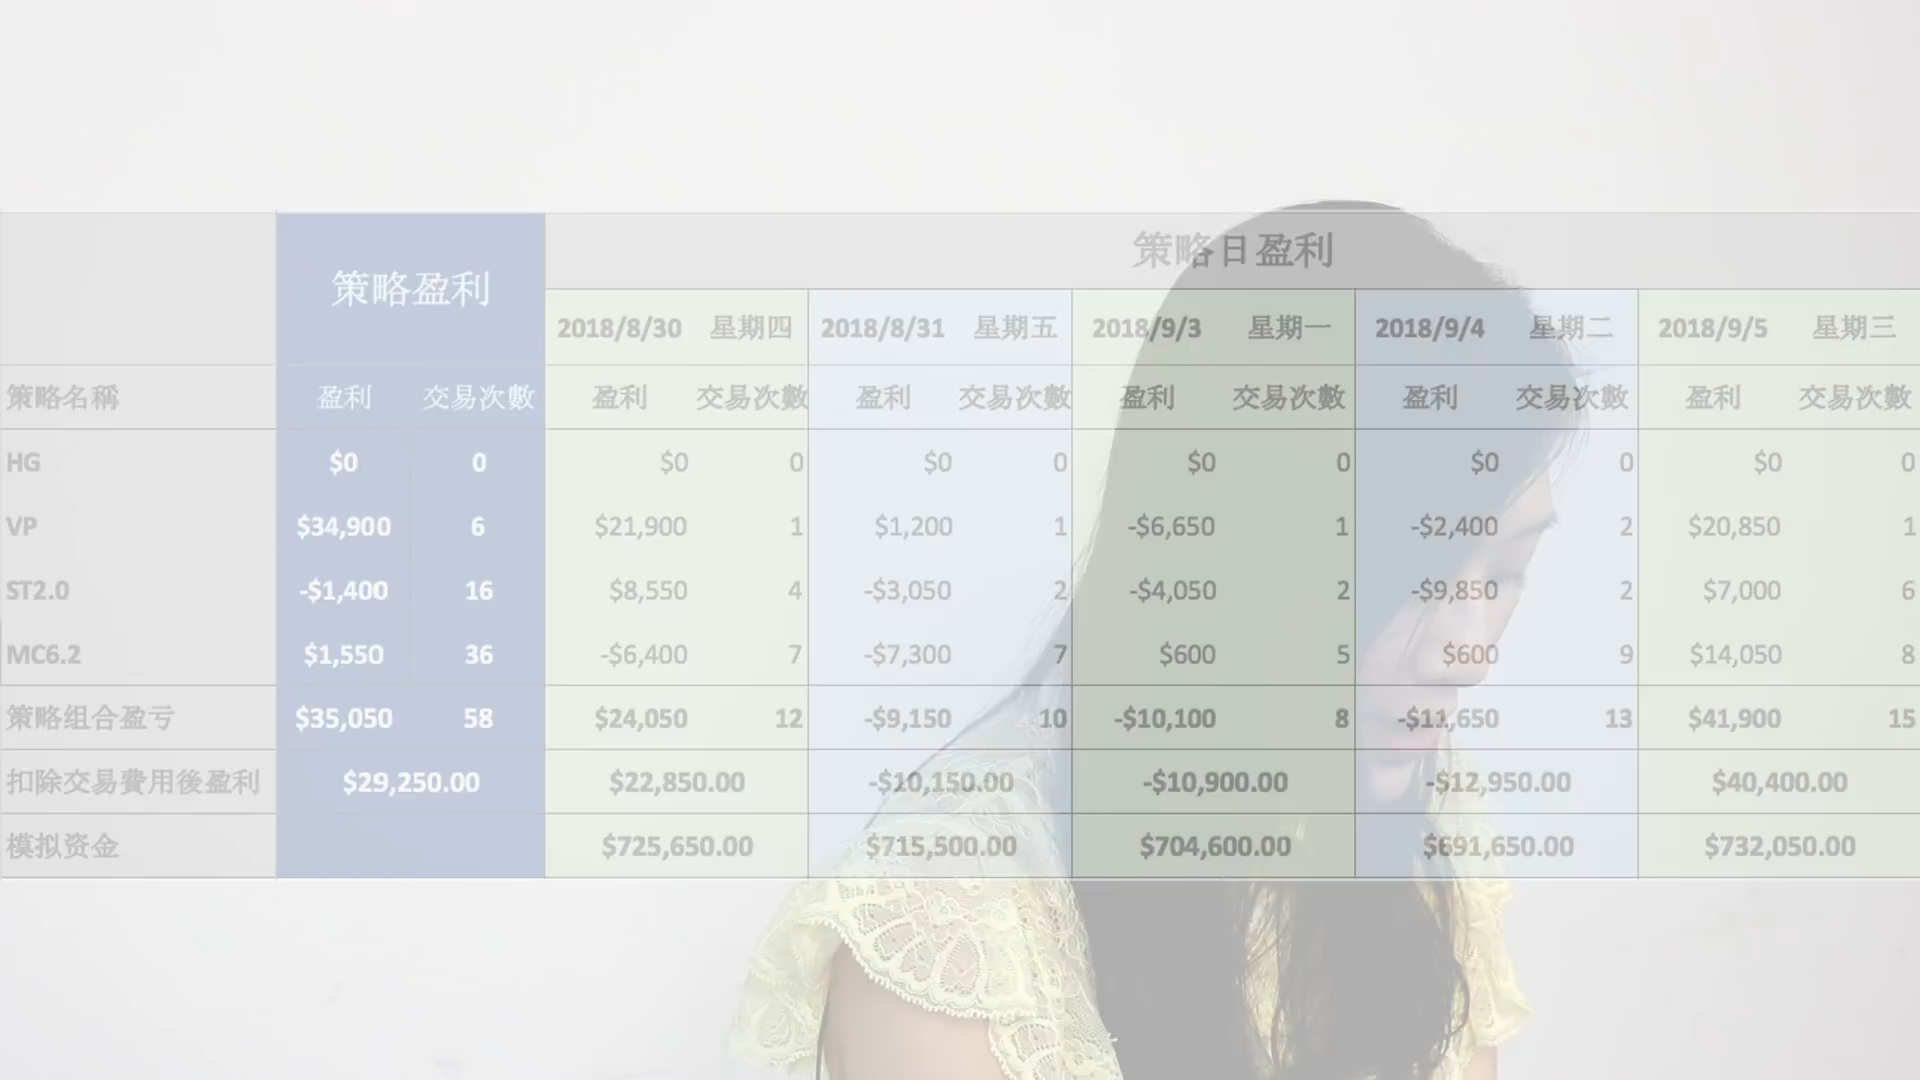 策略盈利 策略日盈利
2018/8/30 星期四 2018/8/31 星期五 2018/9/3 星期一 2018/9/4 星期二 2018/9/5 星期三
策略名稱 盈利 交易次數 盈利 交易次數 盈利 交易次數 盈利 交易次數 盈利 交易次數 盈利 交易次數
HG $0 0 $0 0 $0 0 $0 0 $0 0 $0 0
VP $34,900 6 $21,900 1 $1,200 1 -$6,650 1 -$2,400 2 $20,850 1
ST2.0 -$1,400 16 $8,550 4 -$3,050 2 -$4,050 2 -$9,850 2 $7,000 6
MC6.2 $1,550 36 -$6,400 7 -$7,300 7 $600 5 $600 9 $14,050 8
策略组合盈亏 $35,050 58 $24,050 12 -$9,150 10 -$10,100 8 -$11,650 13 $41,900 15
扣除交易費用後盈利 $29,250.00 $22,850.00 -$10,150.00 -$10,900.00 -$12,950.00 $40,400.00
模拟资金 $725,650.00 $715,500.00 $704,600.00 $691,650.00 $732,050.00